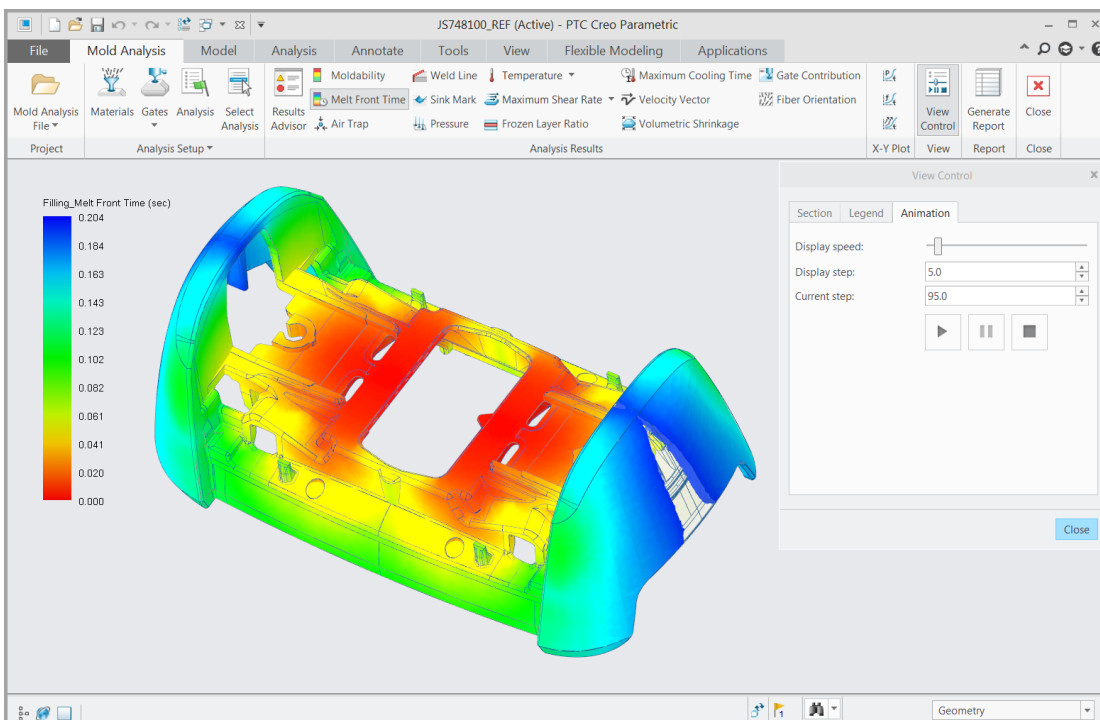 JS748100_REF (Active) - PTC Creo Parametric
File Mold Analysis Model Analysis Annotate Tools View Flexible Modeling Applications
Mold Analysis File
Materials
Gates
Analysis
Select Analysis
Results Advisor
Moldability Weld Line Temperature Maximum Cooling Time Gate Contribution
Melt Front Time Sink Mark Maximum Shear Rate Velocity Vector Fiber Orientation
Air Trap Pressure Frozen Layer Ratio Volumetric Shrinkage
View Control
Generate Report
Close
Project Analysis Setup Analysis Results X-Y Plot View Report Close
View Control
Section Legend Animation
Display speed:
Display step: 5.0
Current step: 95.0
Close
Filling_Melt Front Time (sec)
0.204
0.184
0.163
0.143
0.123
0.102
0.082
0.061
0.041
0.020
0.000
1
Geometry